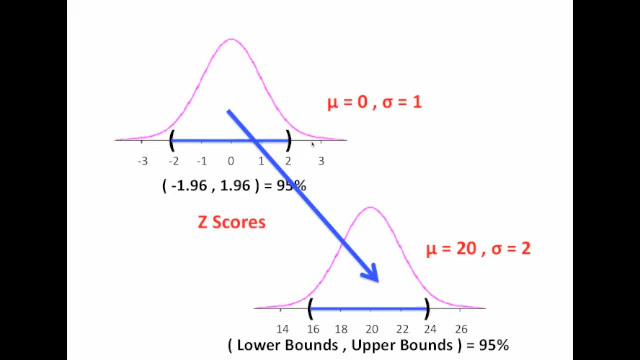 μ = 0 , σ = 1
-3 -2 -1 0 1 2 3
( -1.96 , 1.96 ) = 95%
Z Scores
μ = 20 , σ = 2
14 16 18 20 22 24 26
( Lower Bounds , Upper Bounds ) = 95%